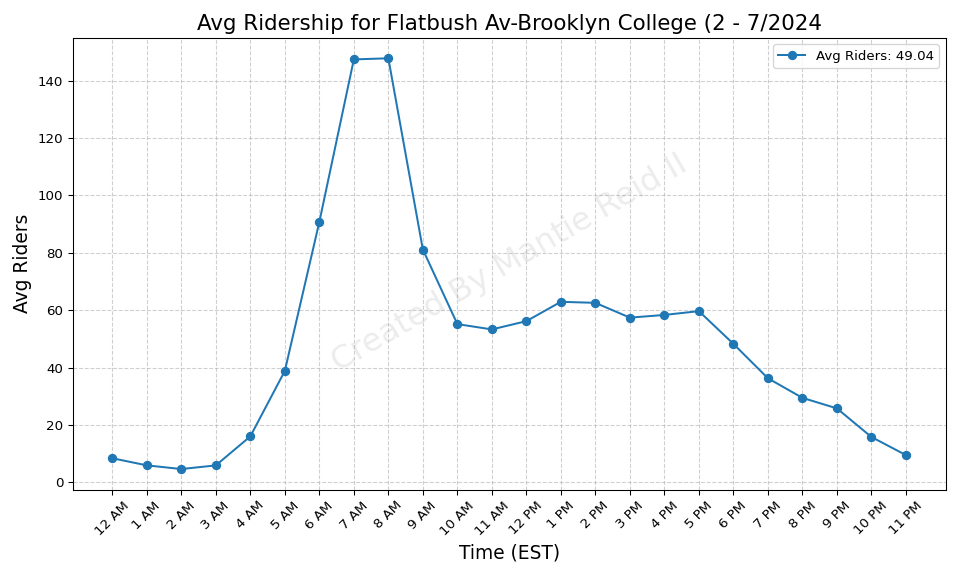 Avg Ridership for Flatbush Av-Brooklyn College (2 - 7/2024
Avg Riders: 49.04
Avg Riders
140
120
100
80
60
40
20
0
Created By Mantie Reid II
12 AM
1 AM
2 AM
3 AM
4 AM
5 AM
6 AM
7 AM
8 AM
9 AM
10 AM
11 AM
12 PM
1 PM
2 PM
3 PM
4 PM
5 PM
6 PM
7 PM
8 PM
9 PM
10 PM
11 PM
Time (EST)